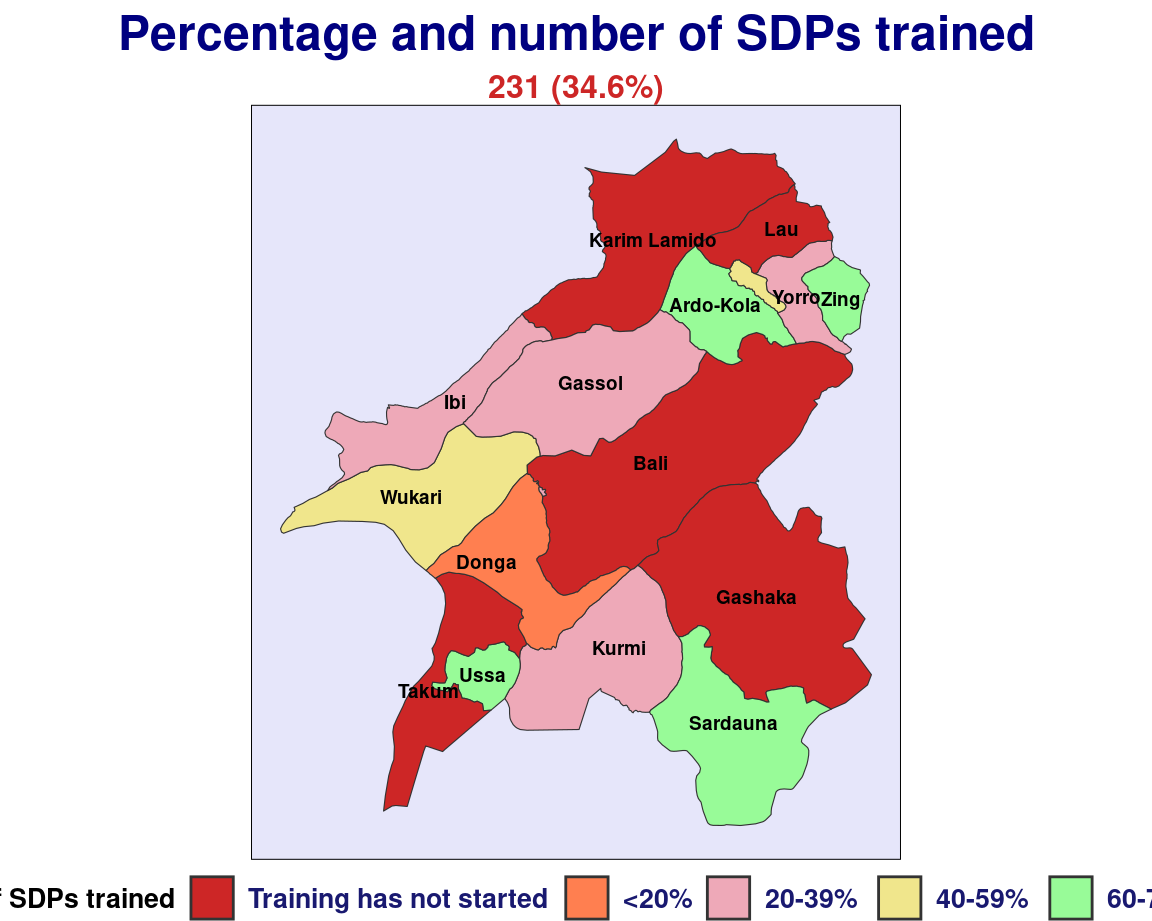 Percentage and number of SDPs trained
231 (34.6%)
Karim Lamido
Lau
Ardo-Kola
Yorro
Zing
Gassol
Ibi
Bali
Wukari
Donga
Gashaka
Kurmi
Ussa
Takum
Sardauna
SDPs trained Training has not started <20% 20-39% 40-59% 60-